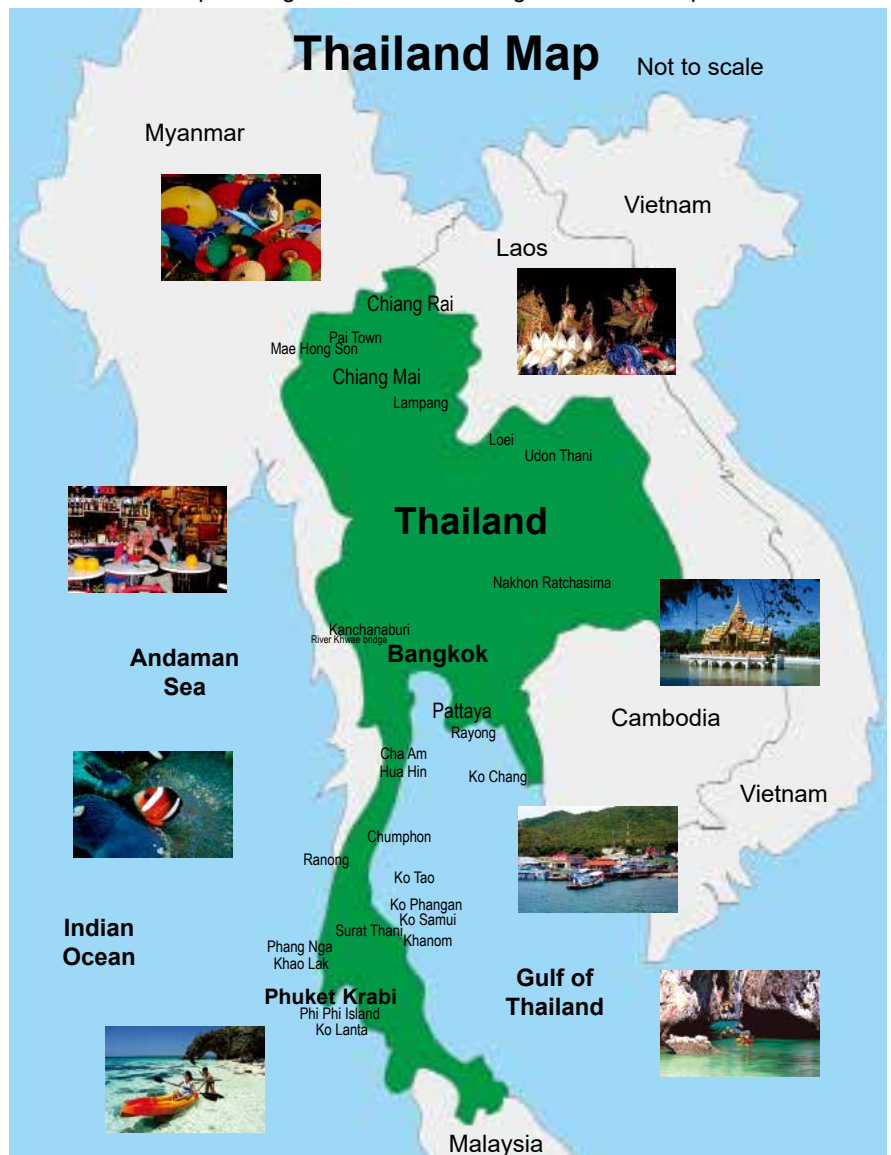 Thailand Map
Not to scale
Myanmar
Vietnam
Laos
Chiang Rai
Pai Town
Mae Hong Son
Chiang Mai
Lampang
Loei
Udon Thani
Thailand
Nakhon Ratchasima
Kanchanaburi
River Khwae bridge
Bangkok
Andaman
Sea
Pattaya
Rayong
Cambodia
Cha Am
Hua Hin
Ko Chang
Vietnam
Chumphon
Ranong
Ko Tao
Ko Phangan
Ko Samui
Surat Thani
Khanom
Indian
Ocean
Phang Nga
Khao Lak
Gulf of
Thailand
Phuket Krabi
Phi Phi Island
Ko Lanta
Malaysia